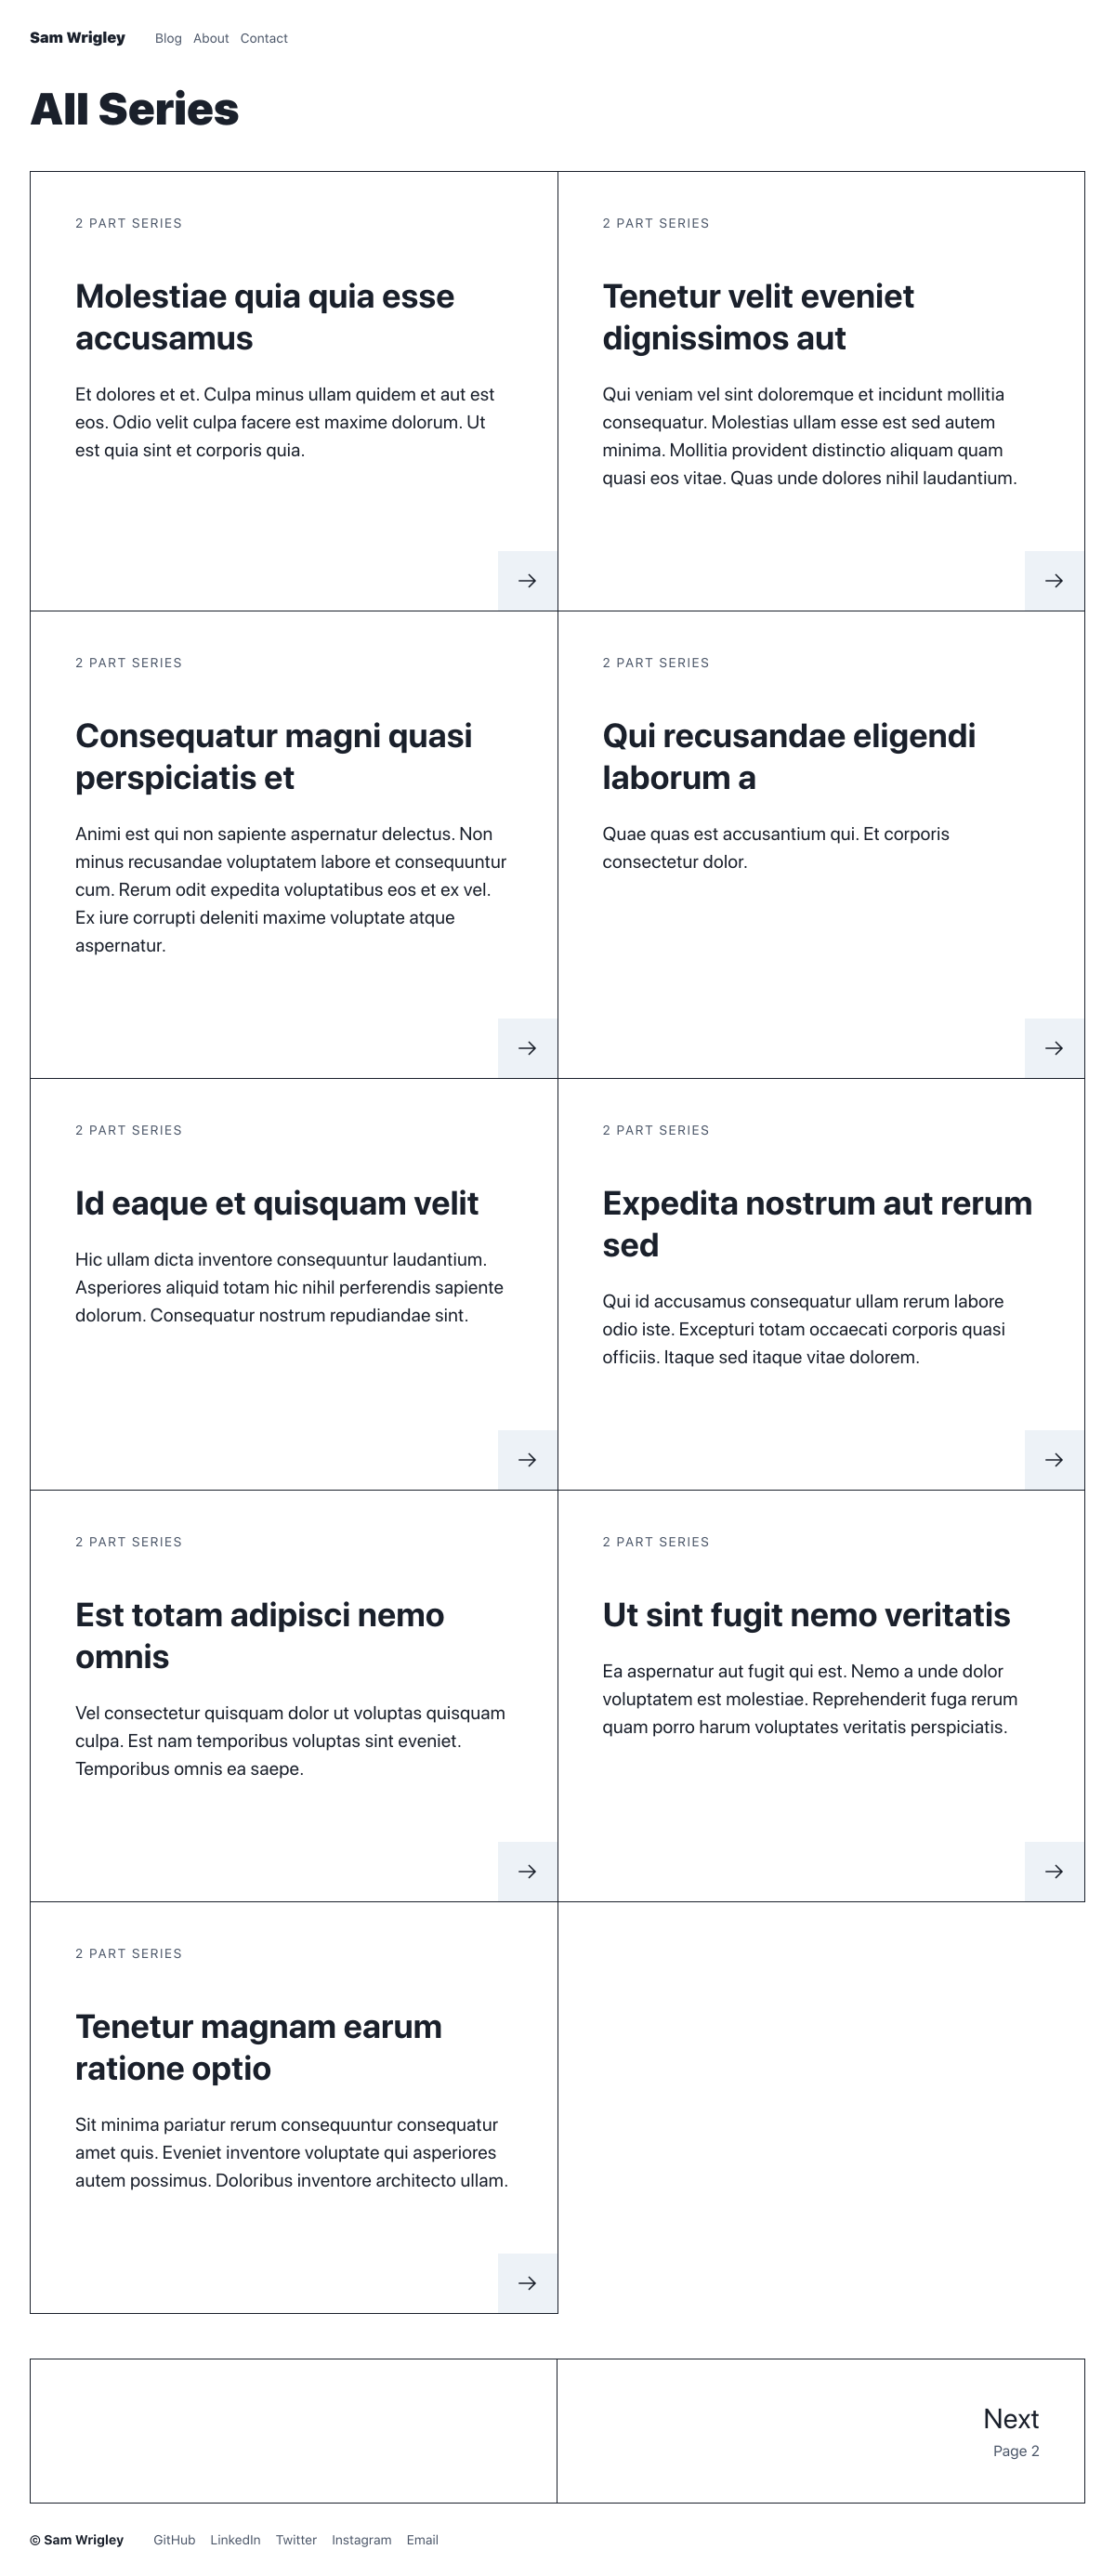 Sam Wrigley Blog About Contact
All Series
2 PART SERIES
Molestiae quia quia esse
accusamus
Et dolores et et. Culpa minus ullam quidem et aut est
eos. Odio velit culpa facere est maxime dolorum. Ut
est quia sint et corporis quia.
2 PART SERIES
Tenetur velit eveniet
dignissimos aut
Qui veniam vel sint doloremque et incidunt mollitia
consequatur. Molestias ullam esse est sed autem
minima. Mollitia provident distinctio aliquam quam
quasi eos vitae. Quas unde dolores nihil laudantium.
2 PART SERIES
Consequatur magni quasi
perspiciatis et
Animi est qui non sapiente aspernatur delectus. Non
minus recusandae voluptatem labore et consequuntur
cum. Rerum odit expedita voluptatibus eos et ex vel.
Ex iure corrupti deleniti maxime voluptate atque
aspernatur.
2 PART SERIES
Qui recusandae eligendi
laborum a
Quae quas est accusantium qui. Et corporis
consectetur dolor.
2 PART SERIES
Id eaque et quisquam velit
Hic ullam dicta inventore consequuntur laudantium.
Asperiores aliquid totam hic nihil perferendis sapiente
dolorum. Consequatur nostrum repudiandae sint.
2 PART SERIES
Expedita nostrum aut rerum
sed
Qui id accusamus consequatur ullam rerum labore
odio iste. Excepturi totam occaecati corporis quasi
officiis. Itaque sed itaque vitae dolorem.
2 PART SERIES
Est totam adipisci nemo
omnis
Vel consectetur quisquam dolor ut voluptas quisquam
culpa. Est nam temporibus voluptas sint eveniet.
Temporibus omnis ea saepe.
2 PART SERIES
Ut sint fugit nemo veritatis
Ea aspernatur aut fugit qui est. Nemo a unde dolor
voluptatem est molestiae. Reprehenderit fuga rerum
quam porro harum voluptates veritatis perspiciatis.
2 PART SERIES
Tenetur magnam earum
ratione optio
Sit minima pariatur rerum consequuntur consequatur
amet quis. Eveniet inventore voluptate qui asperiores
autem possimus. Doloribus inventore architecto ullam.
Next
Page 2
© Sam Wrigley GitHub LinkedIn Twitter Instagram Email